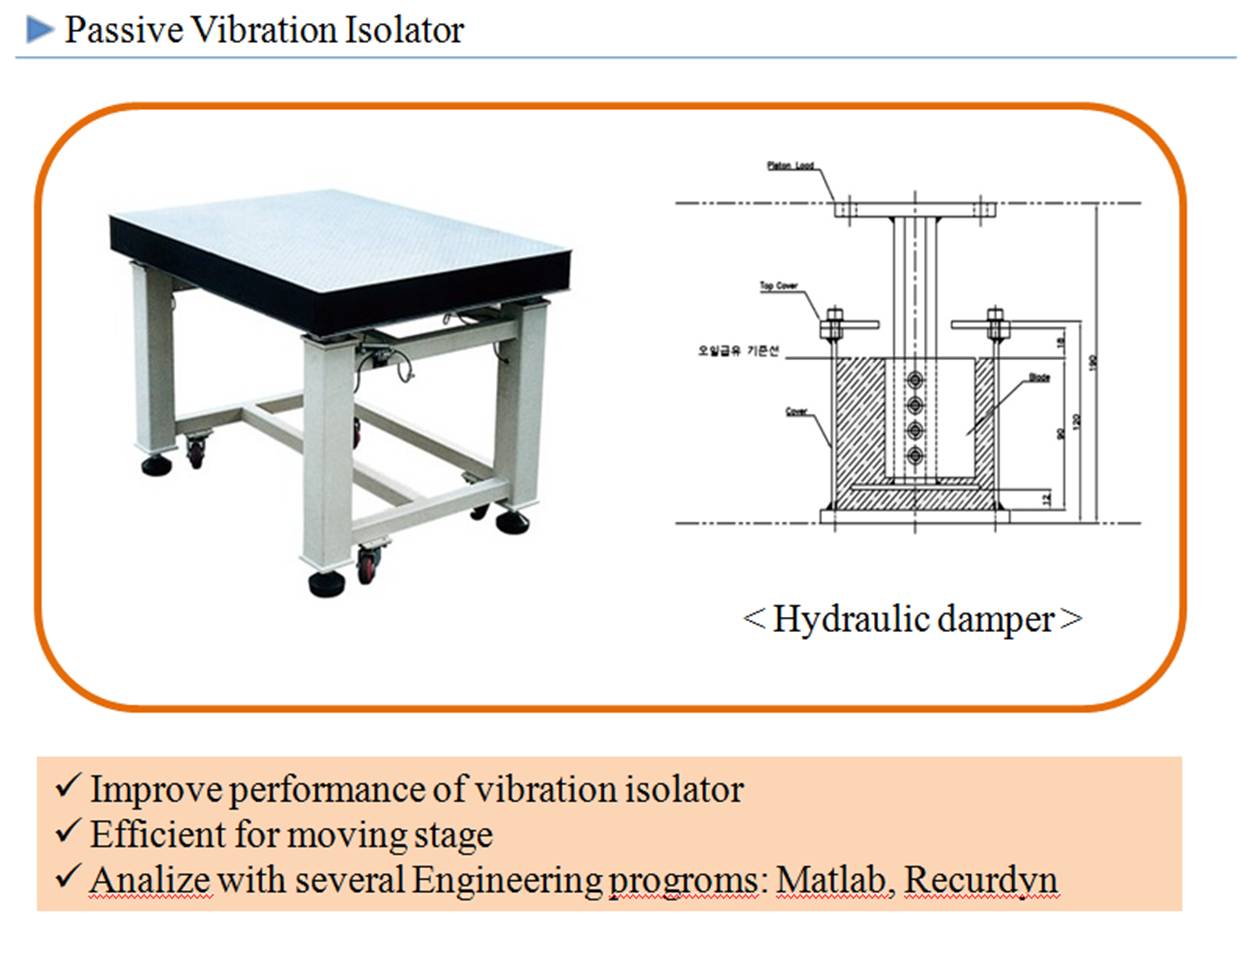 Passive Vibration Isolator
Piston Load
Top Cover
오일급유 기준선
Blade
Cover
18
190
120
90
12
< Hydraulic damper >
✓ Improve performance of vibration isolator
✓ Efficient for moving stage
✓ Analize with several Engineering progroms: Matlab, Recurdyn